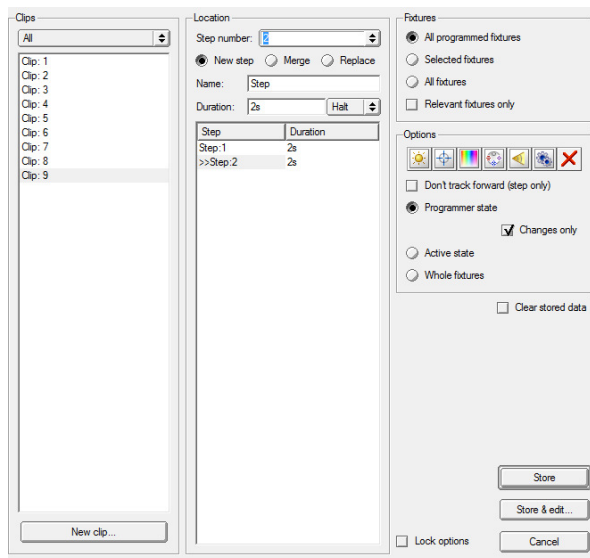 Clips
All
Clip: 1
Clip: 2
Clip: 3
Clip: 4
Clip: 5
Clip: 6
Clip: 7
Clip: 8
Clip: 9
New clip...
Location
Step number: 2
New step Merge Replace
Name: Step
Duration: 2s Halt
Step Duration
Step:1 2s
>>Step:2 2s
Fixtures
All programmed fixtures
Selected fixtures
All fixtures
Relevant fixtures only
Options
Don't track forward (step only)
Programmer state
Changes only
Active state
Whole fixtures
Clear stored data
Store
Store & edit...
Lock options Cancel